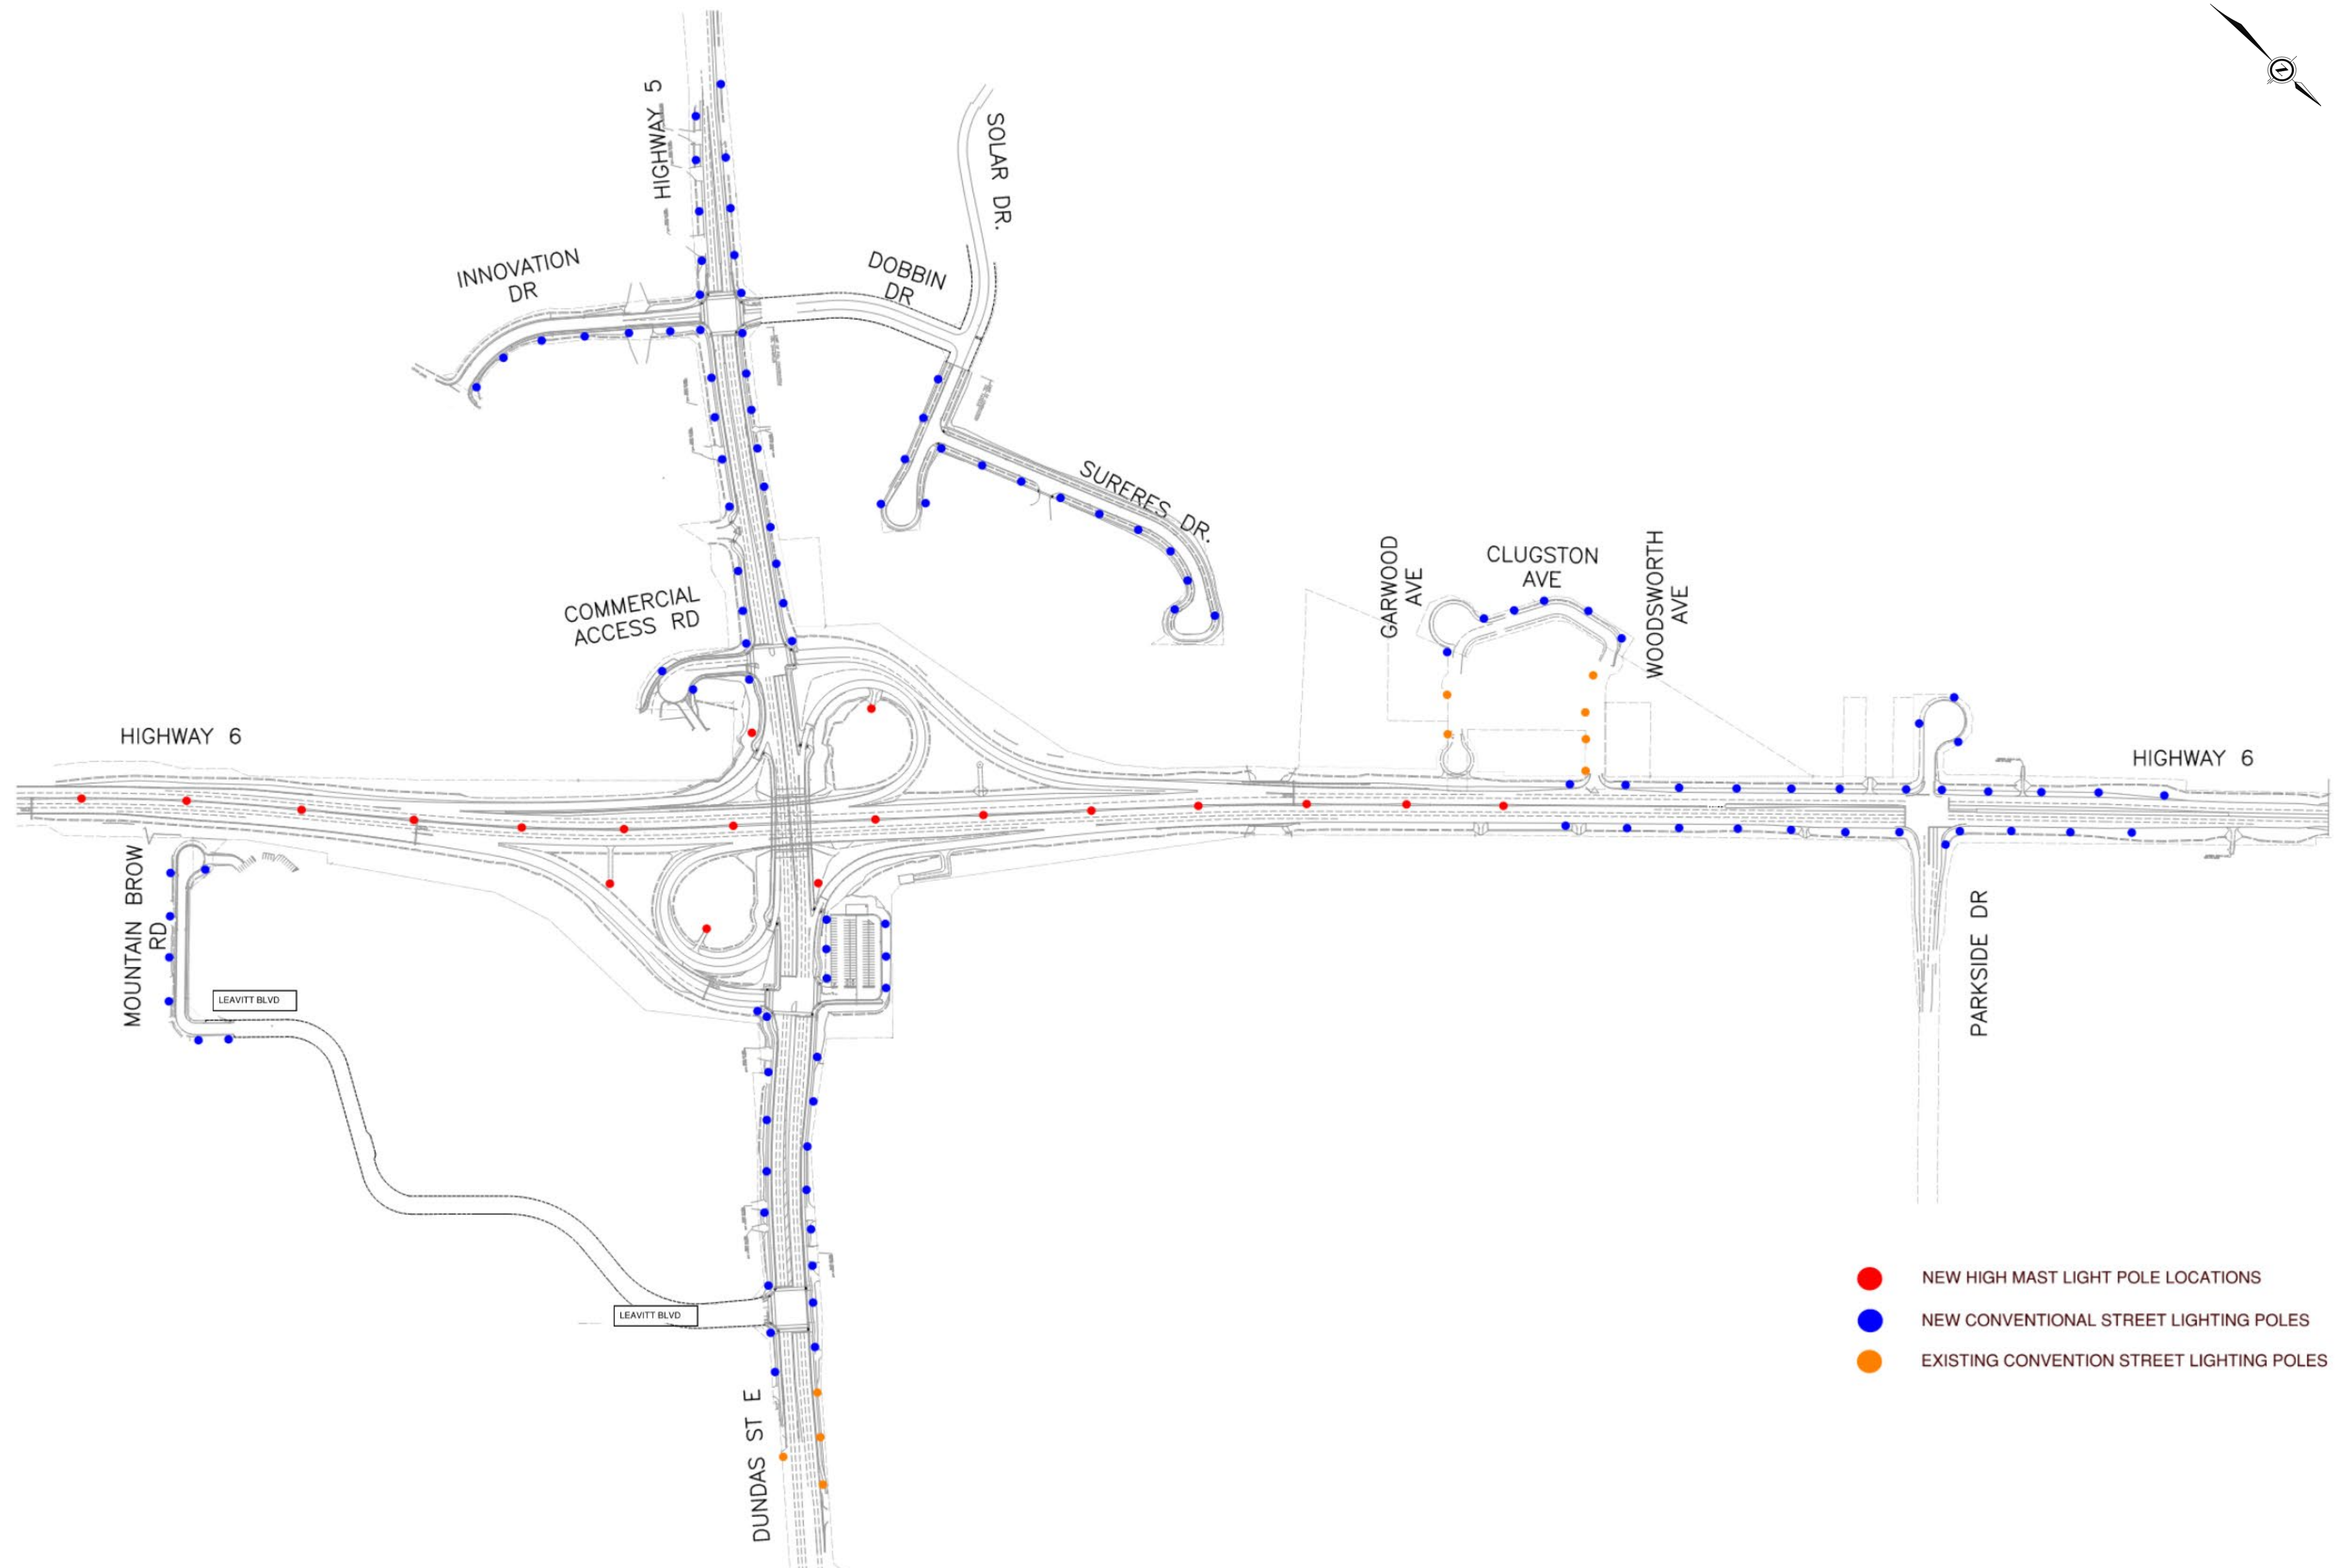 HIGHWAY 5
SOLAR DR.
INNOVATION
DR
DOBBIN
DR
SURERES DR.
GARWOOD
AVE
CLUGSTON
AVE
WOODSWORTH
AVE
COMMERCIAL
ACCESS RD
HIGHWAY 6
HIGHWAY 6
MOUNTAIN BROW
RD
LEAVITT BLVD
PARKSIDE DR
LEAVITT BLVD
DUNDAS ST E
NEW HIGH MAST LIGHT POLE LOCATIONS
NEW CONVENTIONAL STREET LIGHTING POLES
EXISTING CONVENTION STREET LIGHTING POLES